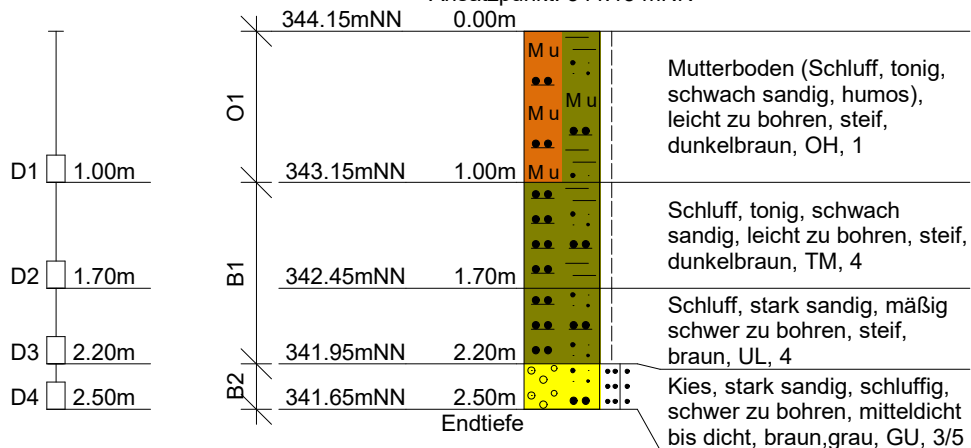 344.15mNN 0.00m
Mu
Mu
Mu
Mu
Mutterboden (Schluff, tonig,
schwach sandig, humos),
leicht zu bohren, steif,
dunkelbraun, OH, 1
O1
D1 1.00m
343.15mNN 1.00m
Schluff, tonig, schwach
sandig, leicht zu bohren, steif,
dunkelbraun, TM, 4
B1
D2 1.70m
342.45mNN 1.70m
Schluff, stark sandig, mäßig
schwer zu bohren, steif,
braun, UL, 4
D3 2.20m
341.95mNN 2.20m
Kies, stark sandig, schluffig,
schwer zu bohren, mitteldicht
bis dicht, braun,grau, GU, 3/5
B2
D4 2.50m
341.65mNN 2.50m
Endtiefe